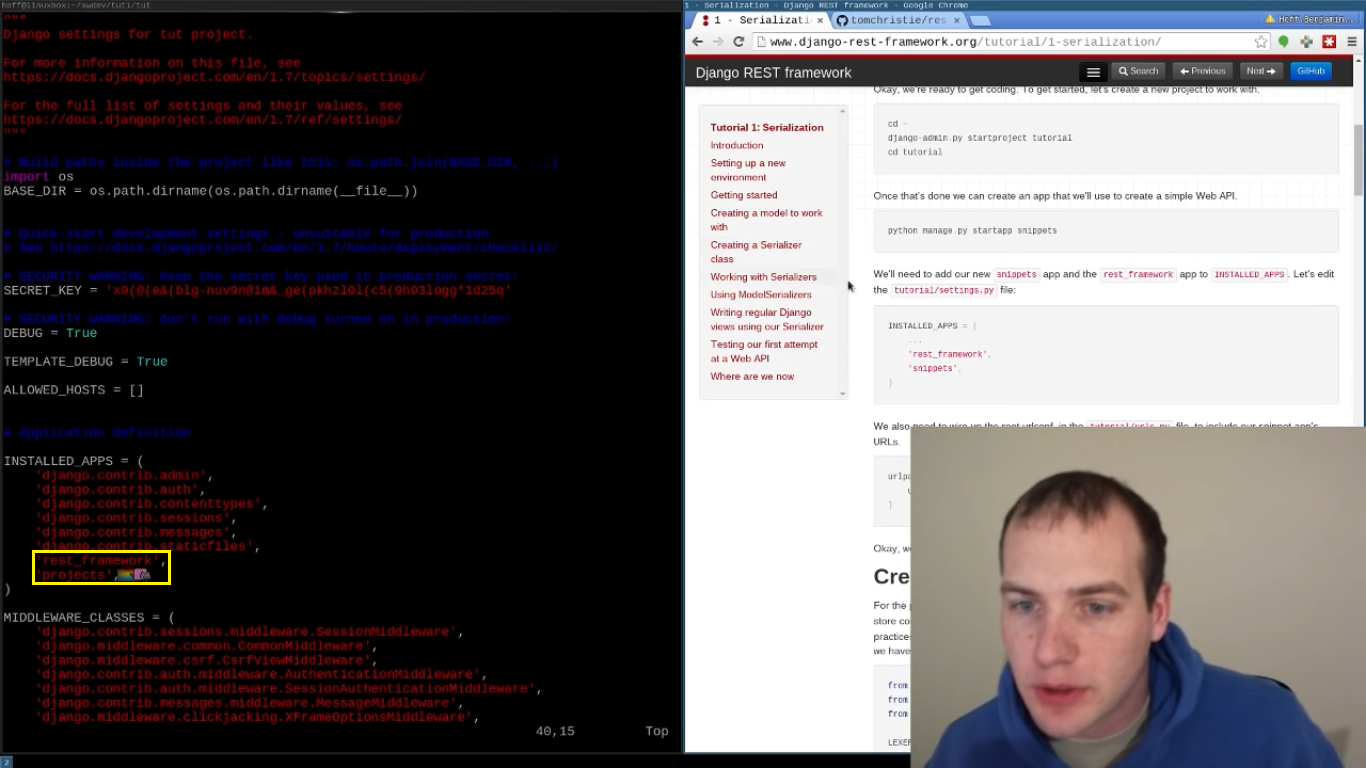 hoff@linuxbox:~/swdev/tut1/tut
"""
Django settings for tut project.
For more information on this file, see
https://docs.djangoproject.com/en/1.7/topics/settings/
For the full list of settings and their values, see
https://docs.djangoproject.com/en/1.7/ref/settings/
"""
# Build paths inside the project like this: os.path.join(BASE_DIR, ...)
import os
BASE_DIR = os.path.dirname(os.path.dirname(__file__))
# Quick-start development settings - unsuitable for production
# See https://docs.djangoproject.com/en/1.7/howto/deployment/checklist/
# SECURITY WARNING: keep the secret key used in production secret!
SECRET_KEY =
# SECURITY WARNING: don't run with debug turned on in production!
DEBUG = True
TEMPLATE_DEBUG = True
ALLOWED_HOSTS = []
# Application definition
INSTALLED_APPS = (
'django.contrib.admin',
'django.contrib.auth',
'django.contrib.contenttypes',
'django.contrib.sessions',
'django.contrib.messages',
'django.contrib.staticfiles',
'rest_framework',
'projects',
)
MIDDLEWARE_CLASSES = (
'django.contrib.sessions.middleware.SessionMiddleware',
'django.middleware.common.CommonMiddleware',
'django.middleware.csrf.CsrfViewMiddleware',
'django.contrib.auth.middleware.AuthenticationMiddleware',
'django.contrib.auth.middleware.SessionAuthenticationMiddleware',
'django.contrib.messages.middleware.MessageMiddleware',
'django.middleware.clickjacking.XFrameOptionsMiddleware',
40,15 Top
2
1 - Serialization - Django REST framework - Google Chrome
1 - Serializati × tomchristie/res ×
Hoff, Benjamin...
www.django-rest-framework.org/tutorial/1-serialization/
Django REST framework
Search Previous Next GitHub
Tutorial 1: Serialization
Introduction
Setting up a new
environment
Getting started
Creating a model to work
with
Creating a Serializer
class
Working with Serializers
Using ModelSerializers
Writing regular Django
views using our Serializer
Testing our first attempt
at a Web API
Where are we now
Okay, we're ready to get coding. To get started, let's create a new project to work with.
cd ~
django-admin.py startproject tutorial
cd tutorial
Once that's done we can create an app that we'll use to create a simple Web API.
python manage.py startapp snippets
We'll need to add our new snippets app and the rest_framework app to INSTALLED_APPS. Let's edit
the tutorial/settings.py file:
INSTALLED_APPS = (
...
'rest_framework',
'snippets',
)
We also need to wire up the root urlconf, in the tutorial/urls.py file, to include our snippet app's
URLs.
urlpa
]
Okay, w
Cre
For the p
store co
practices
we have
from
from
from
LEXER